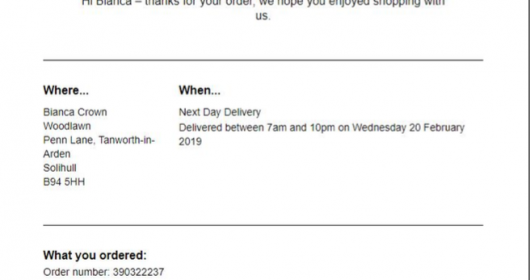 Hi Bianca – thanks for your order, we hope you enjoyed shopping with
us.
Where...
Bianca Crown
Woodlawn
Penn Lane, Tanworth-in-
Arden
Solihull
B94 5HH
When...
Next Day Delivery
Delivered between 7am and 10pm on Wednesday 20 February
2019
What you ordered:
Order number: 390322237